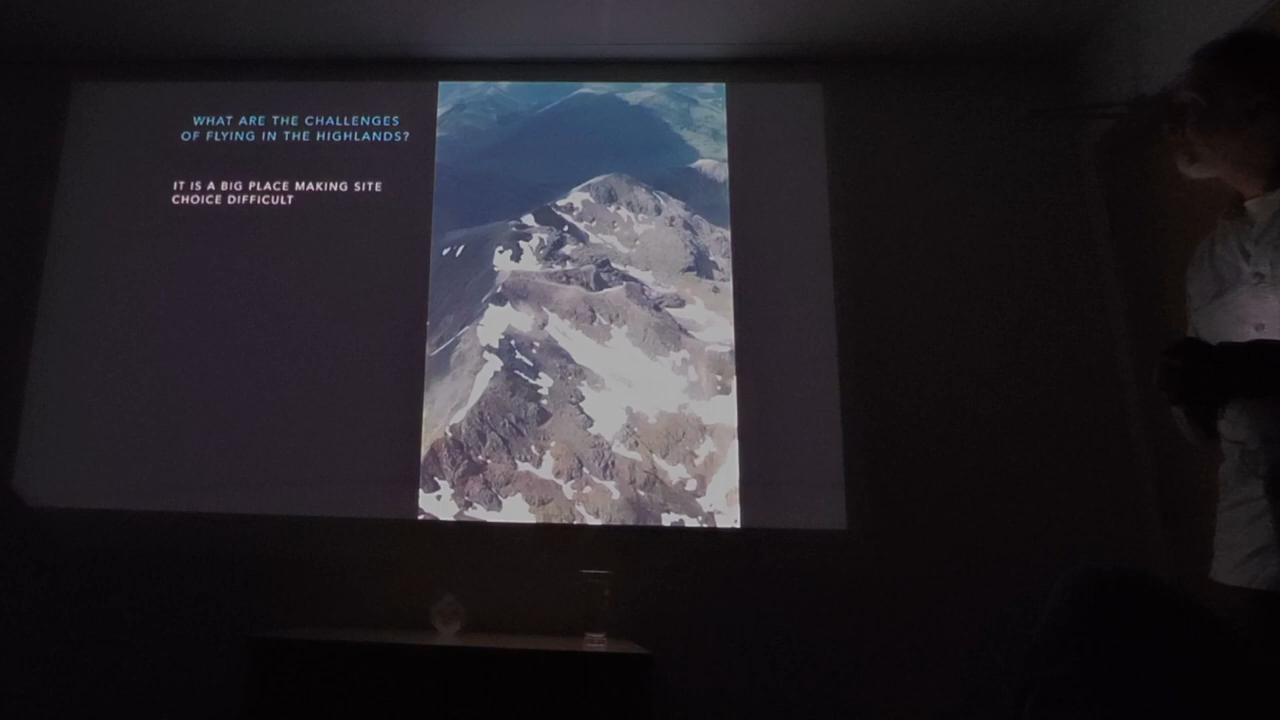 WHAT ARE THE CHALLENGES
OF FLYING IN THE HIGHLANDS?
IT IS A BIG PLACE MAKING SITE
CHOICE DIFFICULT